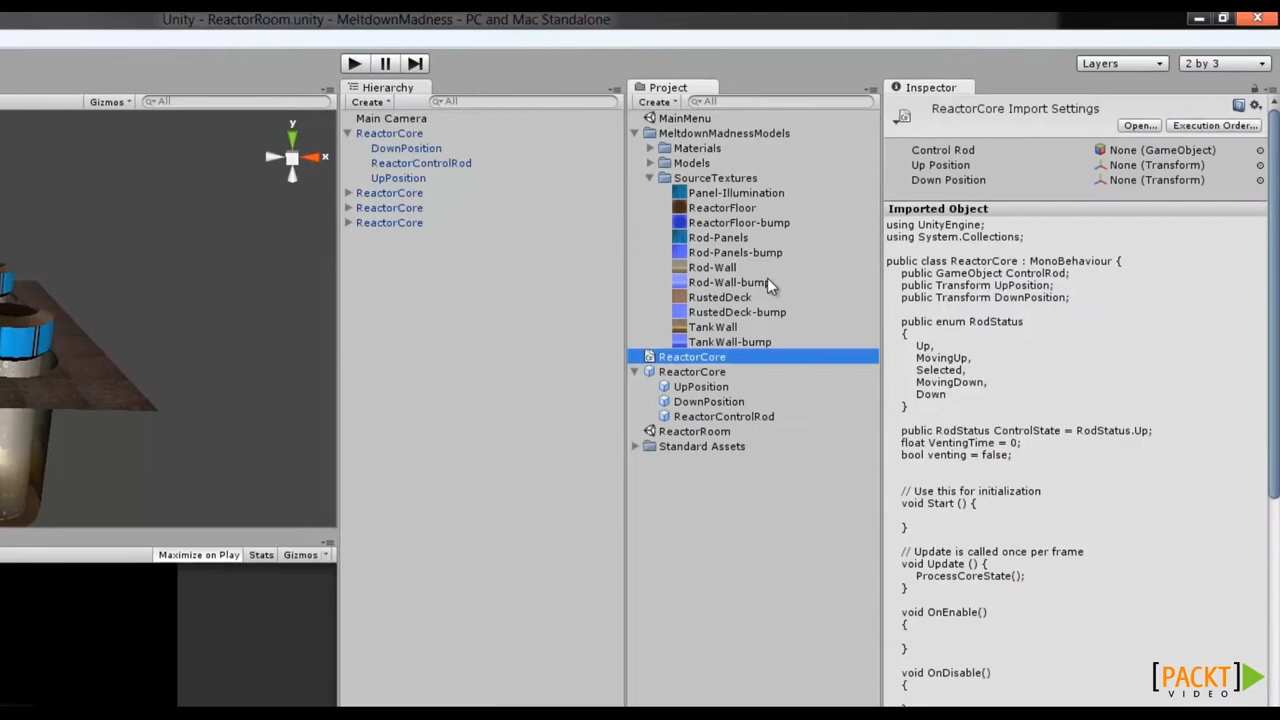 Unity - ReactorRoom.unity - MeltdownMadness - PC and Mac Standalone
Layers
2 by 3
Hierarchy
Project
Inspector
Gizmos
All
Create
All
Create
All
Main Camera
ReactorCore
DownPosition
ReactorControlRod
UpPosition
ReactorCore
ReactorCore
ReactorCore
MainMenu
MeltdownMadnessModels
Materials
Models
SourceTextures
Panel-Illumination
ReactorFloor
ReactorFloor-bump
Rod-Panels
Rod-Panels-bump
Rod-Wall
Rod-Wall-bump
RustedDeck
RustedDeck-bump
TankWall
TankWall-bump
ReactorCore
ReactorCore
UpPosition
DownPosition
ReactorControlRod
ReactorRoom
Standard Assets
ReactorCore Import Settings
Open...
Execution Order...
Control Rod None (GameObject)
Up Position None (Transform)
Down Position None (Transform)
Imported Object
using UnityEngine;
using System.Collections;
public class ReactorCore : MonoBehaviour {
public GameObject ControlRod;
public Transform UpPosition;
public Transform DownPosition;
public enum RodStatus
{
Up,
MovingUp,
Selected,
MovingDown,
Down
}
public RodStatus ControlState = RodStatus.Up;
float VentingTime = 0;
bool venting = false;
// Use this for initialization
void Start () {
}
// Update is called once per frame
void Update () {
ProcessCoreState();
}
void OnEnable()
{
}
void OnDisable()
{
Maximize on Play
Stats
Gizmos
x
y
[PACKT]
VIDEO